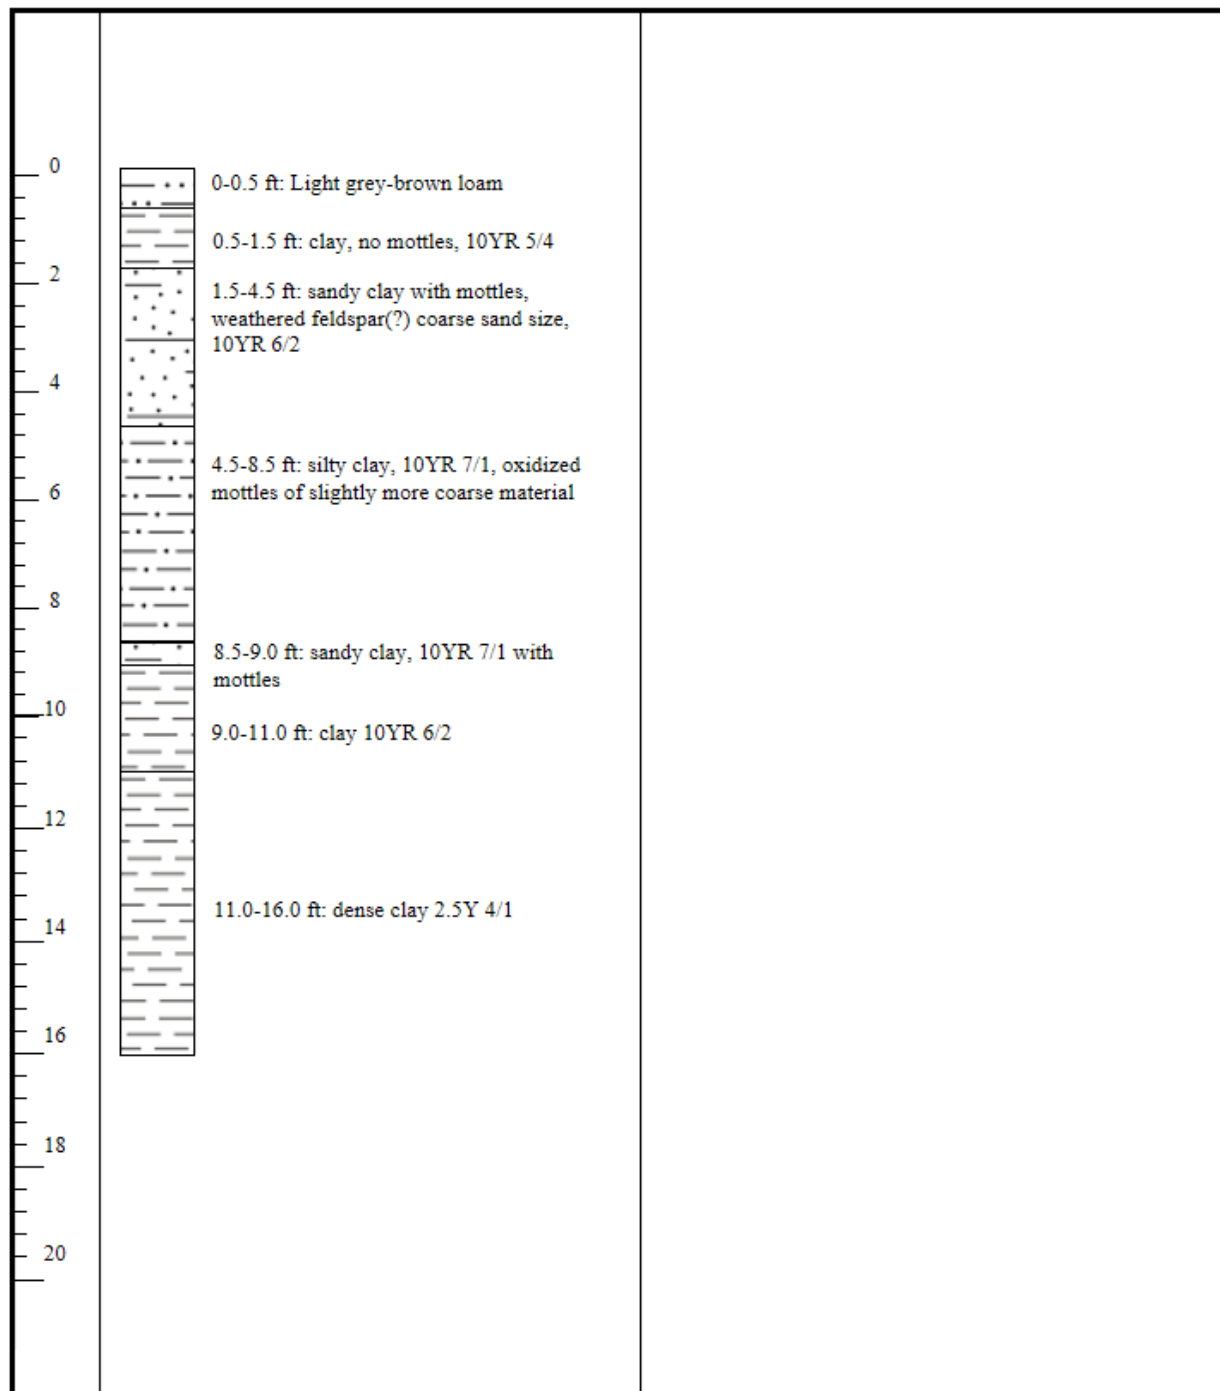 0
0-0.5 ft: Light grey-brown loam
0.5-1.5 ft: clay, no mottles, 10YR 5/4
2
1.5-4.5 ft: sandy clay with mottles,
weathered feldspar(?) coarse sand size,
10YR 6/2
4
4.5-8.5 ft: silty clay, 10YR 7/1, oxidized
mottles of slightly more coarse material
6
8
8.5-9.0 ft: sandy clay, 10YR 7/1 with
mottles
10
9.0-11.0 ft: clay 10YR 6/2
12
11.0-16.0 ft: dense clay 2.5Y 4/1
14
16
18
20